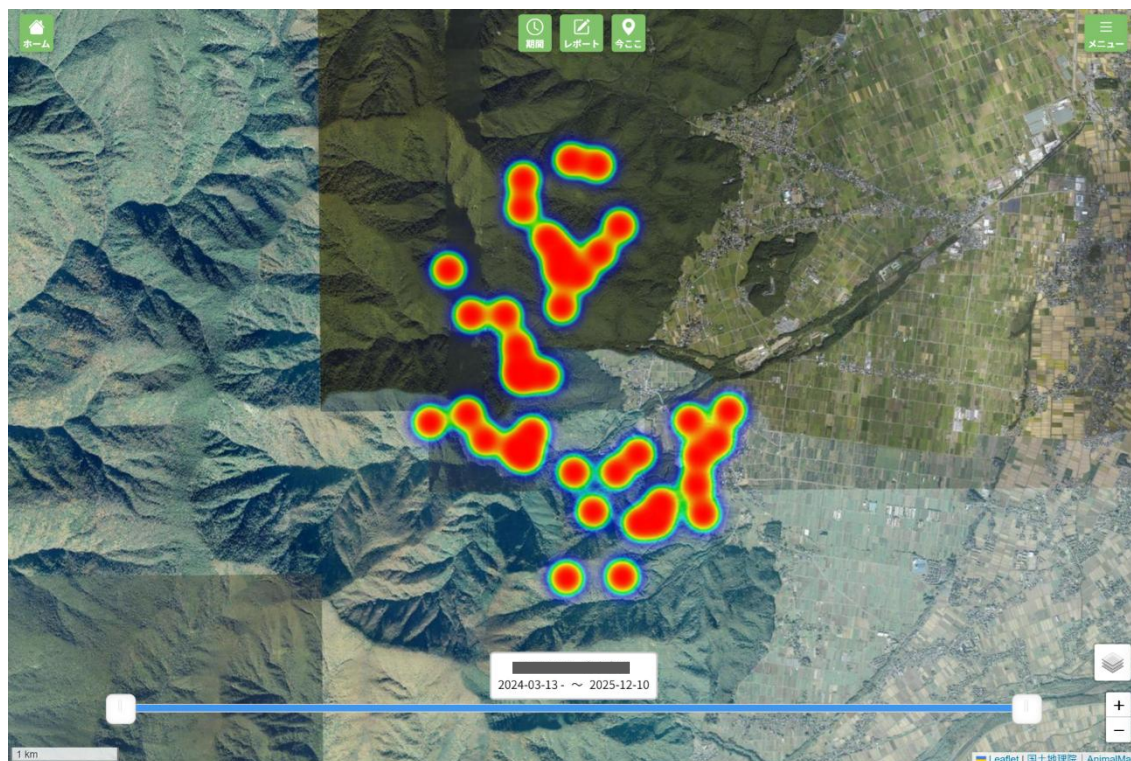 ホーム
期間
レポート
今ここ
メニュー
2024-03-13 - ～ 2025-12-10
+
−
1 km
Leaflet | 国土地理院 | AnimalMa